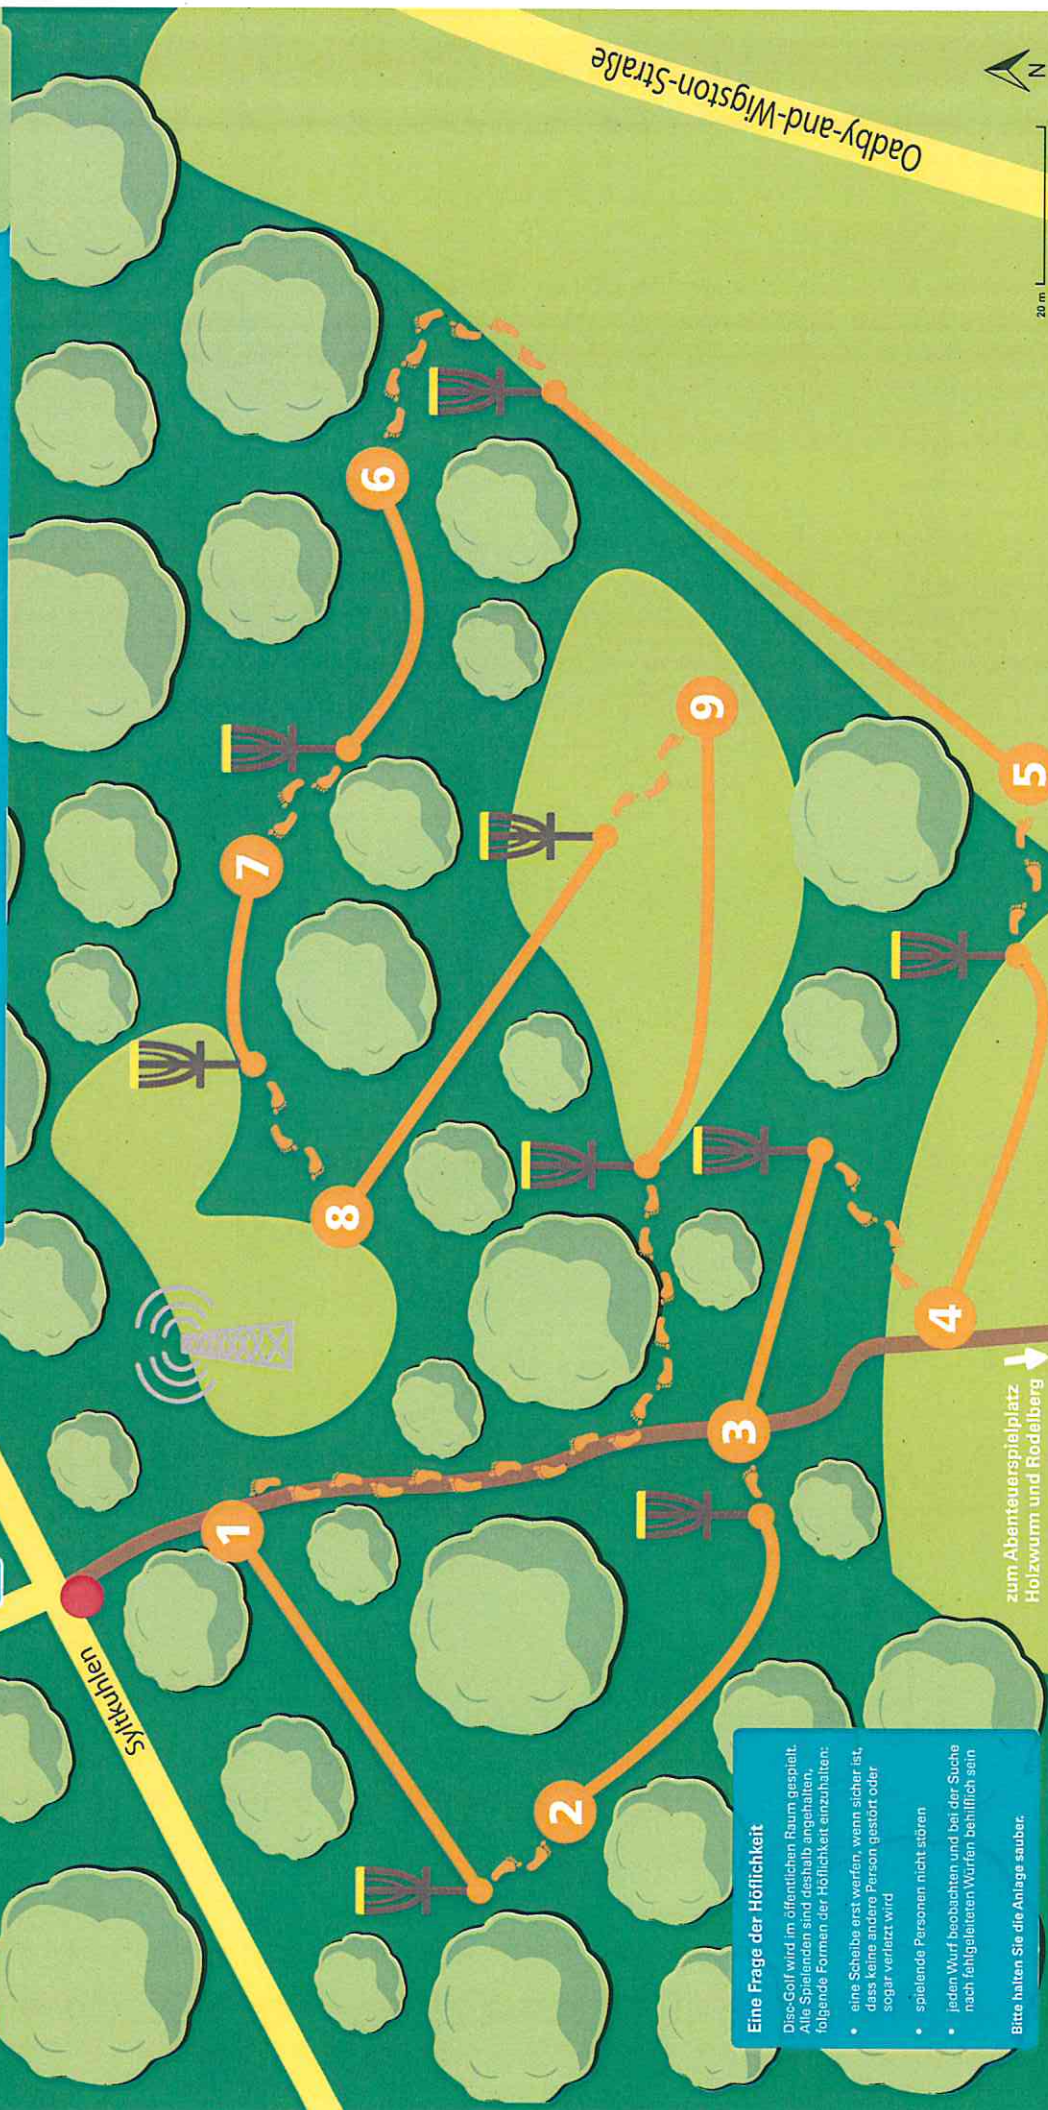 Oadby-and-Wigston-Straße
N
20 m
Syltkuhlen
1
2
3
4
5
6
7
8
9
zum Abenteuerspielplatz
Holzwurm und Rodelberg
Eine Frage der Höflichkeit
Disc-Golf wird im öffentlichen Raum gespielt.
Alle Spielenden sind deshalb angehalten,
folgende Formen der Höflichkeit einzuhalten:
• eine Scheibe erst werfen, wenn sicher ist,
dass keine andere Person gestört oder
sogar verletzt wird
• spielende Personen nicht stören
• jeden Wurf beobachten und bei der Suche
nach fehlgeleiteten Würfen behilflich sein
Bitte halten Sie die Anlage sauber.